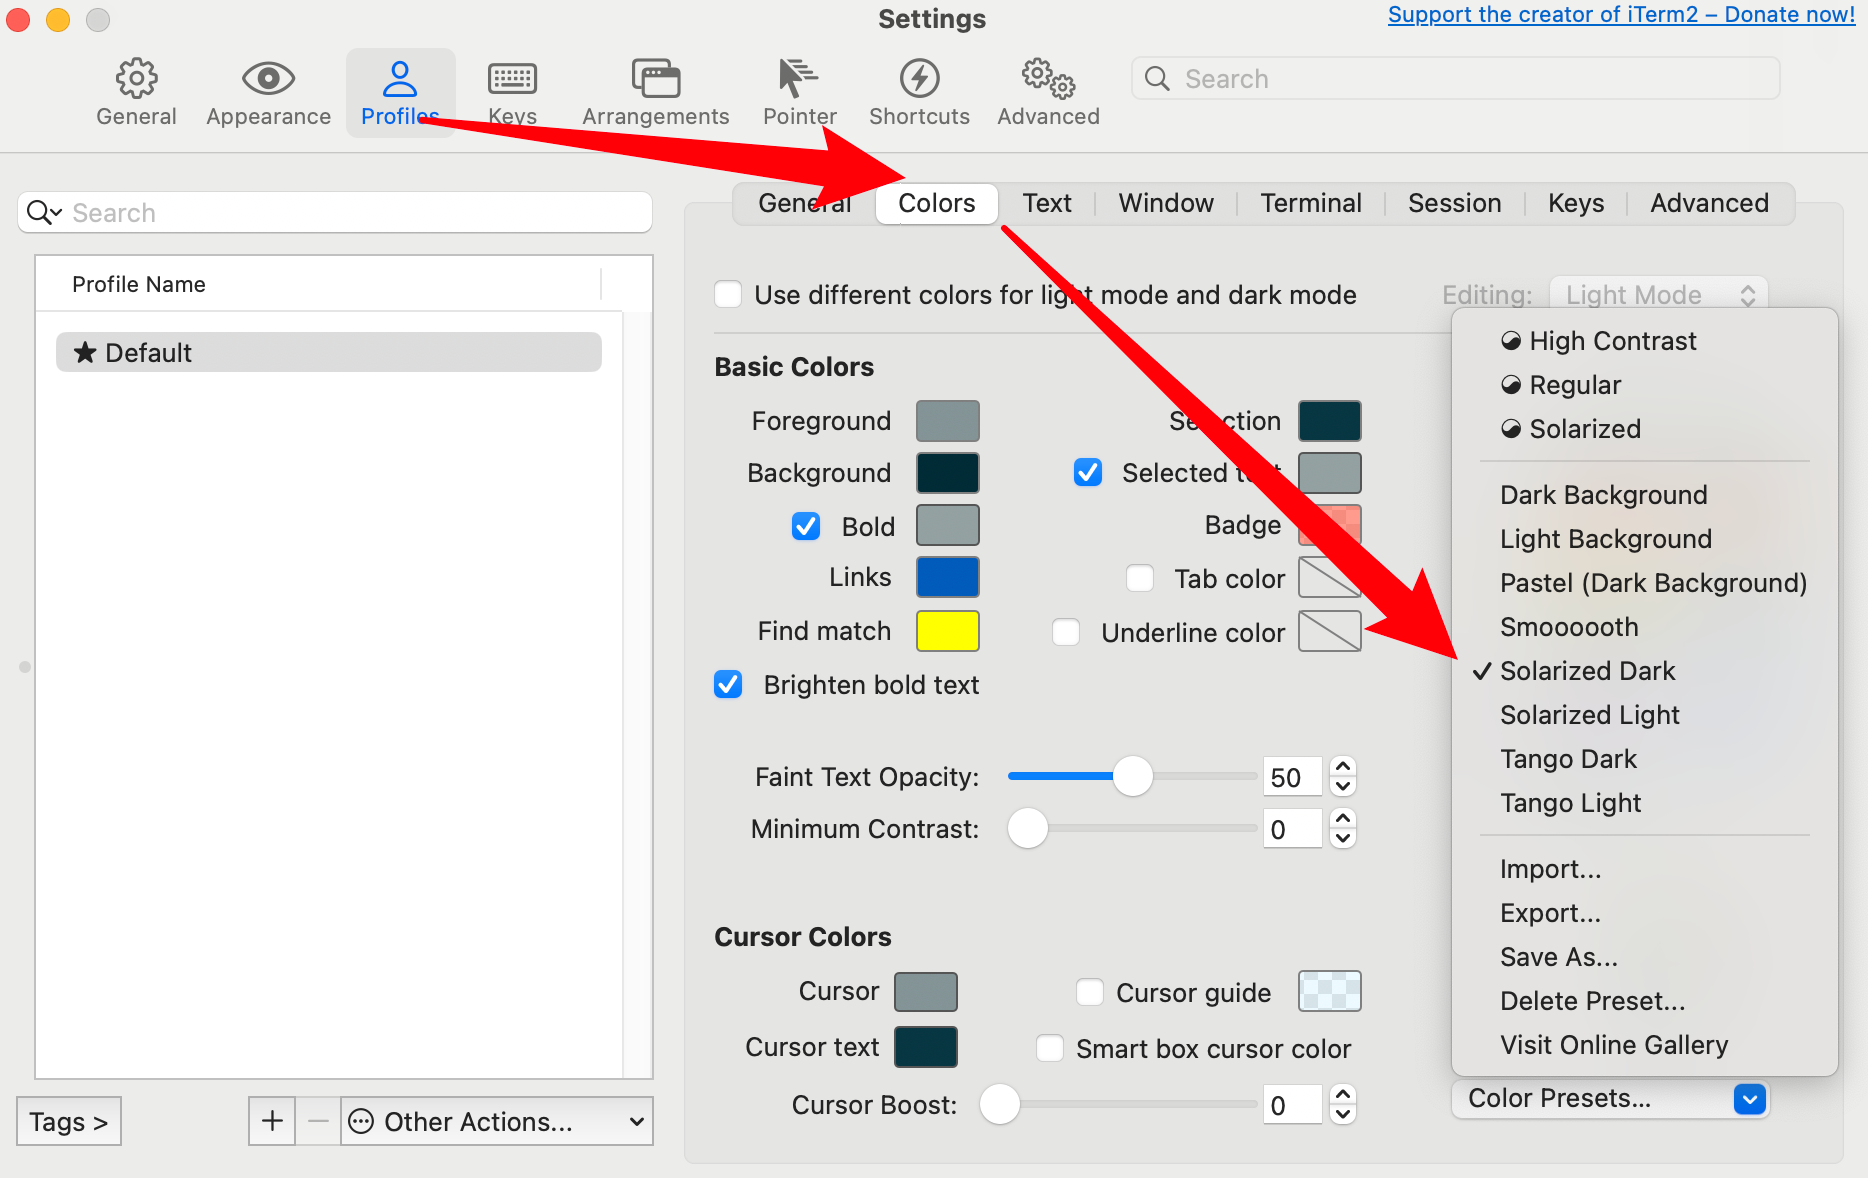 Settings
Support the creator of iTerm2 – Donate now!
General
Appearance
Profiles
Keys
Arrangements
Pointer
Shortcuts
Advanced
Search
Search
Profile Name
★ Default
Tags >
+
−
Other Actions...
General
Colors
Text
Window
Terminal
Session
Keys
Advanced
Use different colors for light mode and dark mode
Editing:
Light Mode
Basic Colors
Foreground
Background
Bold
Links
Find match
Brighten bold text
Selection
Selected text
Badge
Tab color
Underline color
Faint Text Opacity:
50
Minimum Contrast:
0
Cursor Colors
Cursor
Cursor text
Cursor guide
Smart box cursor color
Cursor Boost:
0
High Contrast
Regular
Solarized
Dark Background
Light Background
Pastel (Dark Background)
Smoooooth
✓ Solarized Dark
Solarized Light
Tango Dark
Tango Light
Import...
Export...
Save As...
Delete Preset...
Visit Online Gallery
Color Presets...